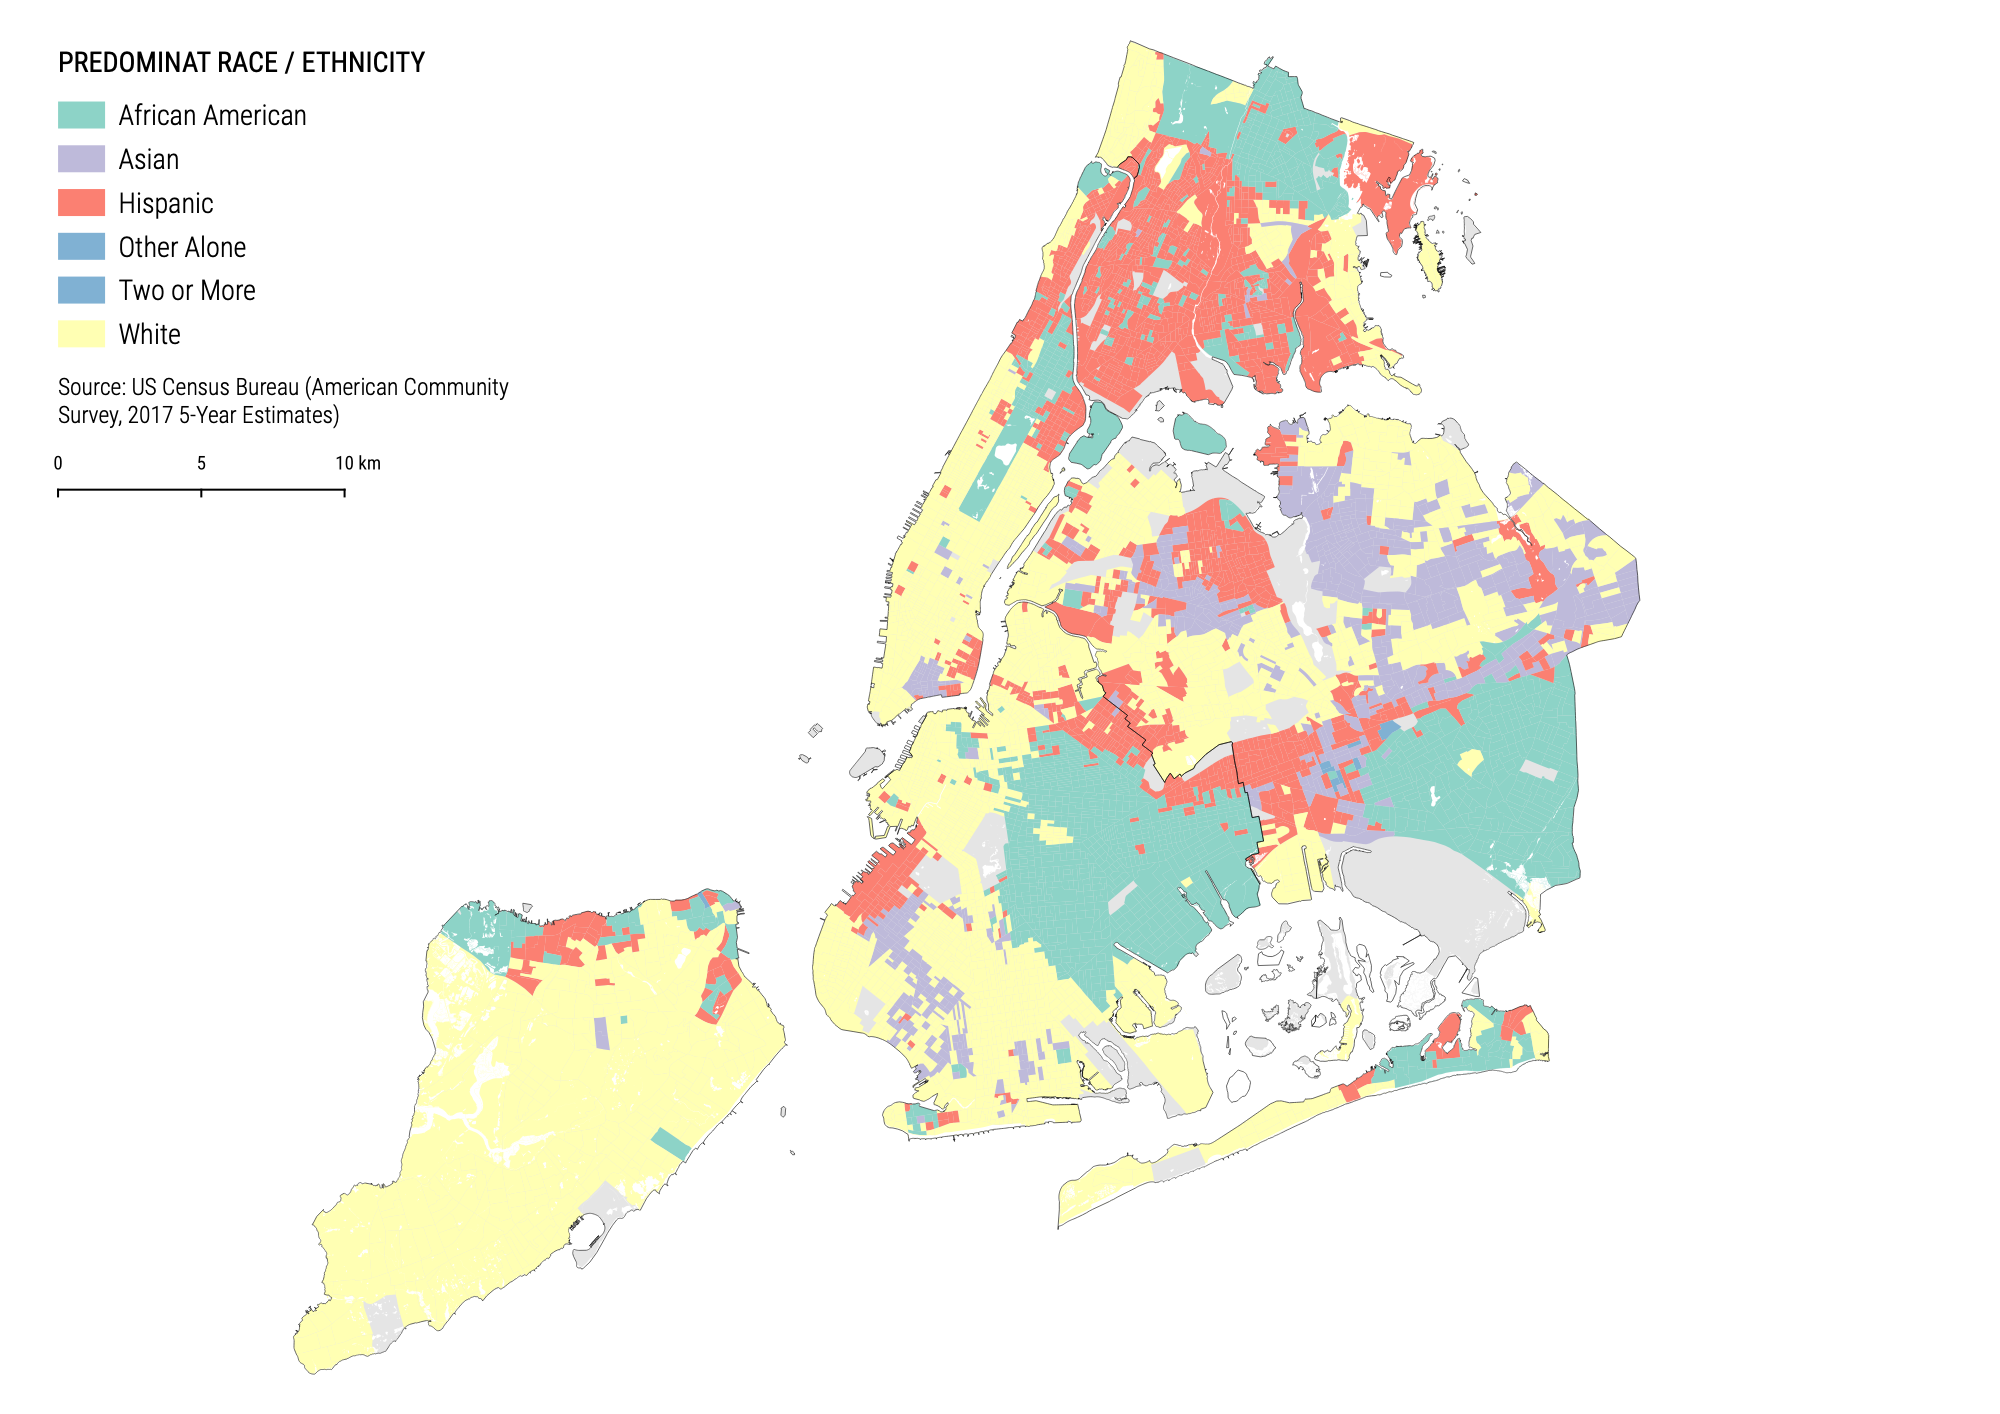 PREDOMINAT RACE / ETHNICITY
African American
Asian
Hispanic
Other Alone
Two or More
White
Source: US Census Bureau (American Community
Survey, 2017 5-Year Estimates)
0 5 10 km